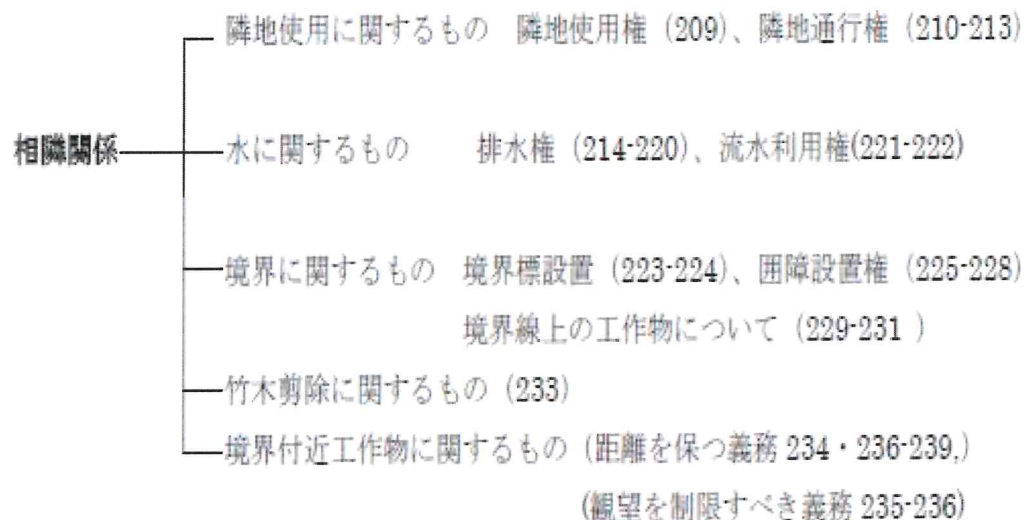 隣地使用に関するもの　隣地使用権（209）、隣地通行権（210-213）
相隣関係
水に関するもの　排水権（214-220）、流水利用権(221-222)
境界に関するもの　境界標設置（223-224）、囲障設置権（225-228）
境界線上の工作物について（229-231 ）
竹木剪除に関するもの（233）
境界付近工作物に関するもの（距離を保つ義務 234・236-239,）
(観望を制限すべき義務 235-236)